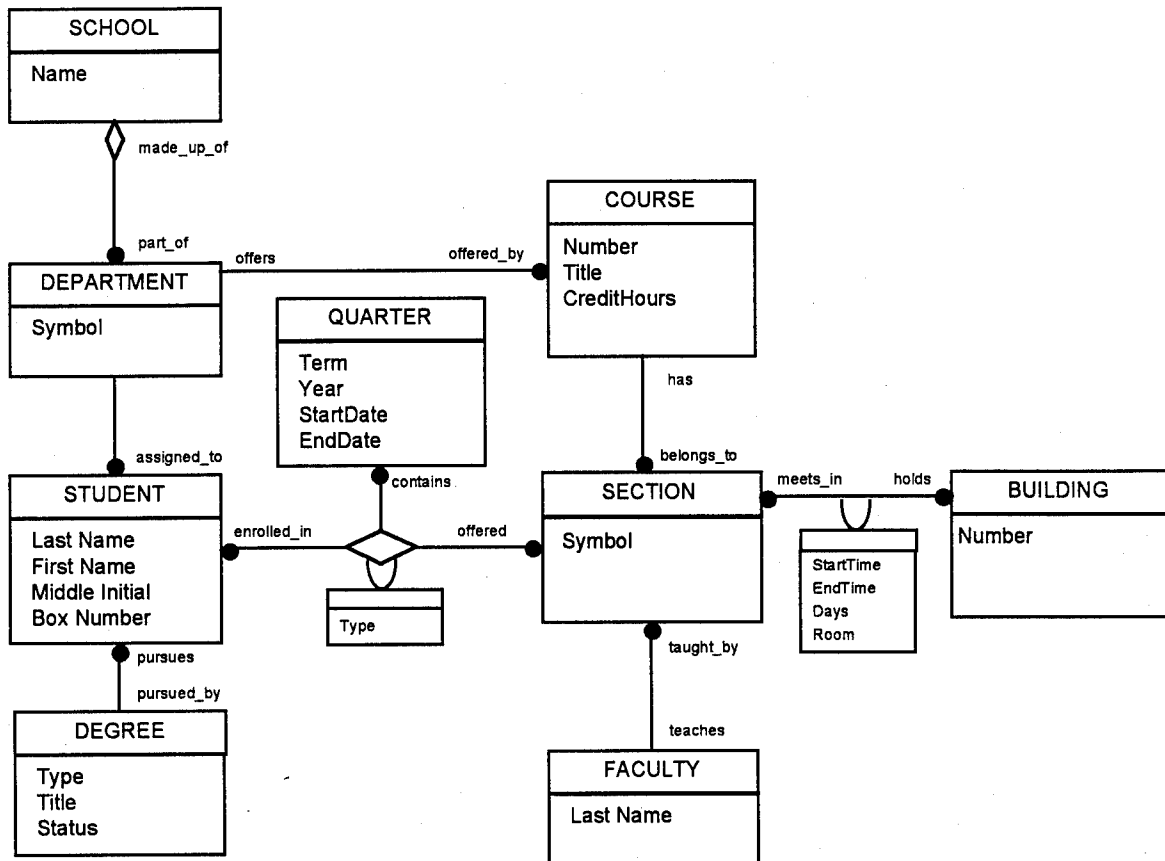 SCHOOL
Name
made_up_of
part_of
DEPARTMENT
Symbol
offers
offered_by
COURSE
Number
Title
CreditHours
QUARTER
Term
Year
StartDate
EndDate
has
assigned_to
contains
belongs_to
STUDENT
Last Name
First Name
Middle Initial
Box Number
enrolled_in
offered
Type
SECTION
Symbol
meets_in
holds
StartTime
EndTime
Days
Room
BUILDING
Number
pursues
pursued_by
DEGREE
Type
Title
Status
taught_by
teaches
FACULTY
Last Name